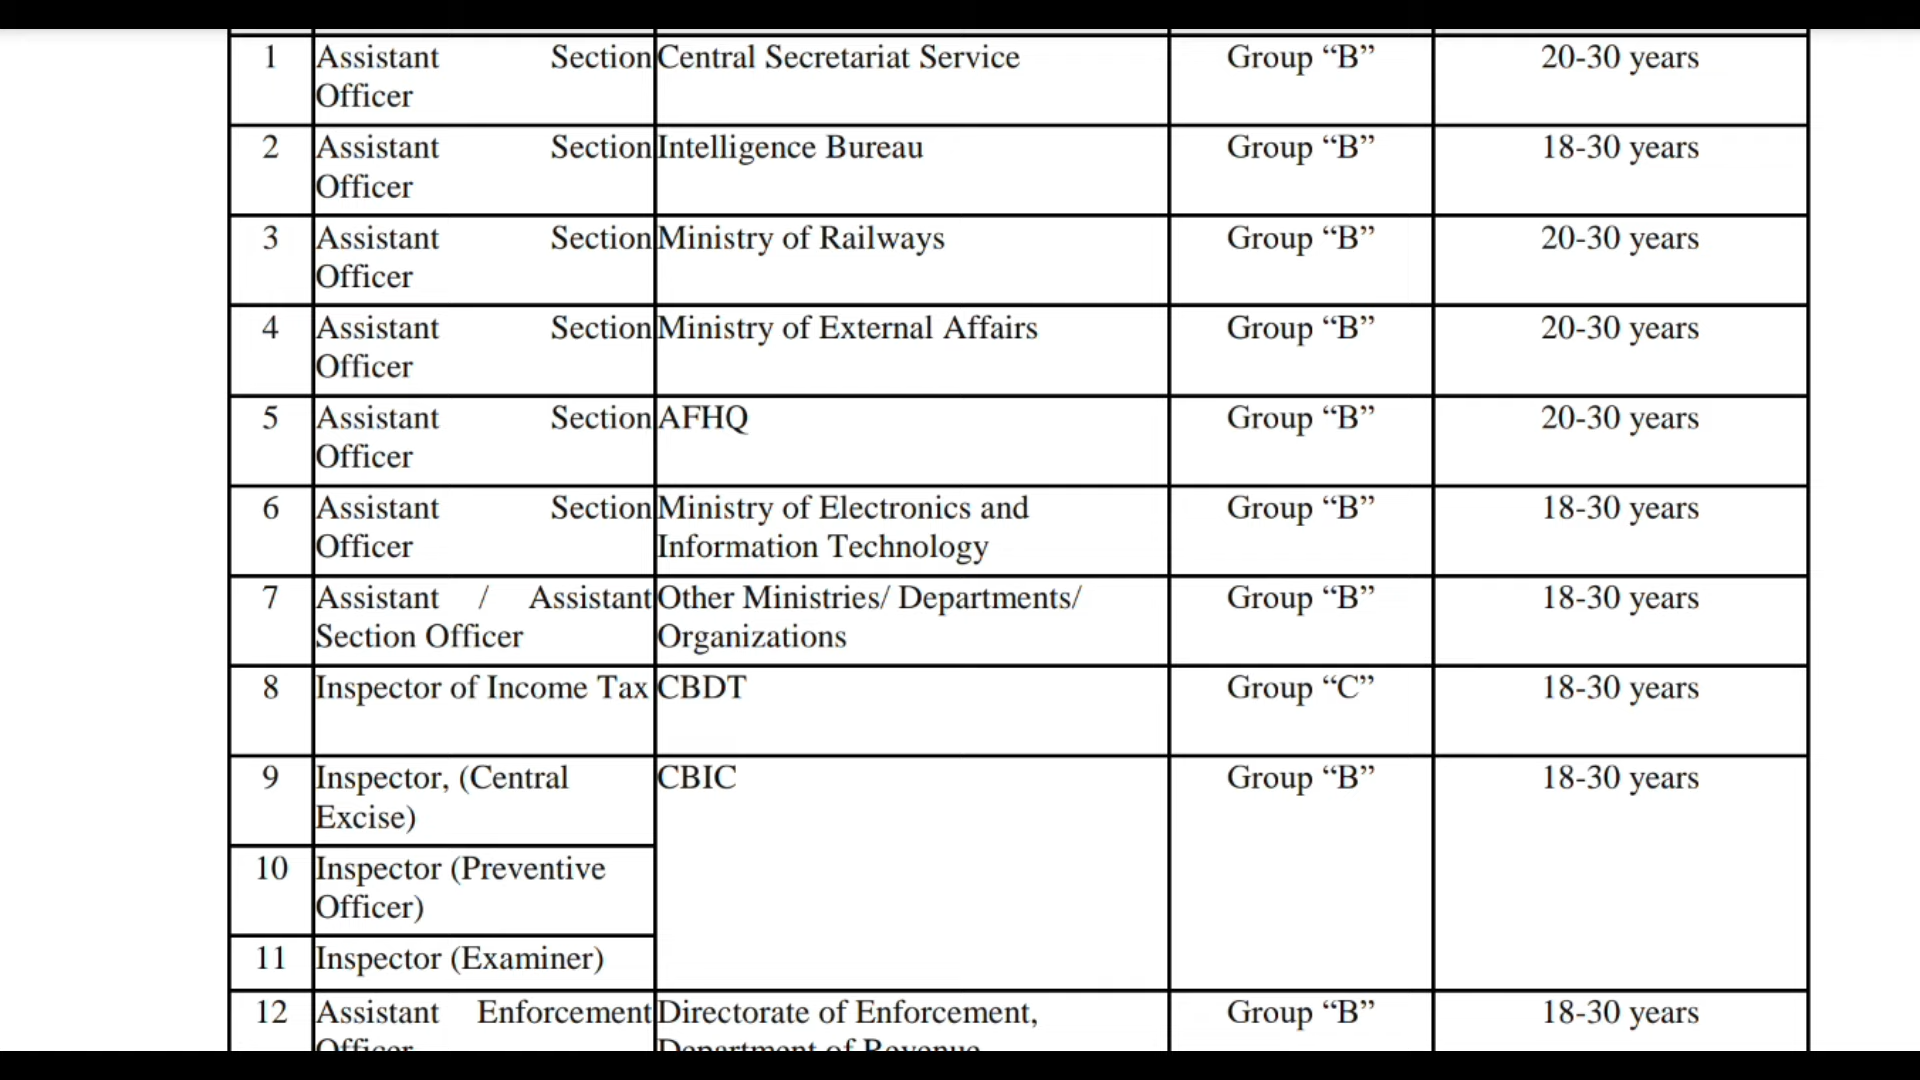 1 Assistant Section Central Secretariat Service Group “B” 20-30 years
Officer
2 Assistant Section Intelligence Bureau Group “B” 18-30 years
Officer
3 Assistant Section Ministry of Railways Group “B” 20-30 years
Officer
4 Assistant Section Ministry of External Affairs Group “B” 20-30 years
Officer
5 Assistant Section AFHQ Group “B” 20-30 years
Officer
6 Assistant Section Ministry of Electronics and Group “B” 18-30 years
Officer Information Technology
7 Assistant / Assistant Other Ministries/ Departments/ Group “B” 18-30 years
Section Officer Organizations
8 Inspector of Income Tax CBDT Group “C” 18-30 years
9 Inspector, (Central CBIC Group “B” 18-30 years
Excise)
10 Inspector (Preventive
Officer)
11 Inspector (Examiner)
12 Assistant Enforcement Directorate of Enforcement, Group “B” 18-30 years
Officer Department of Revenue